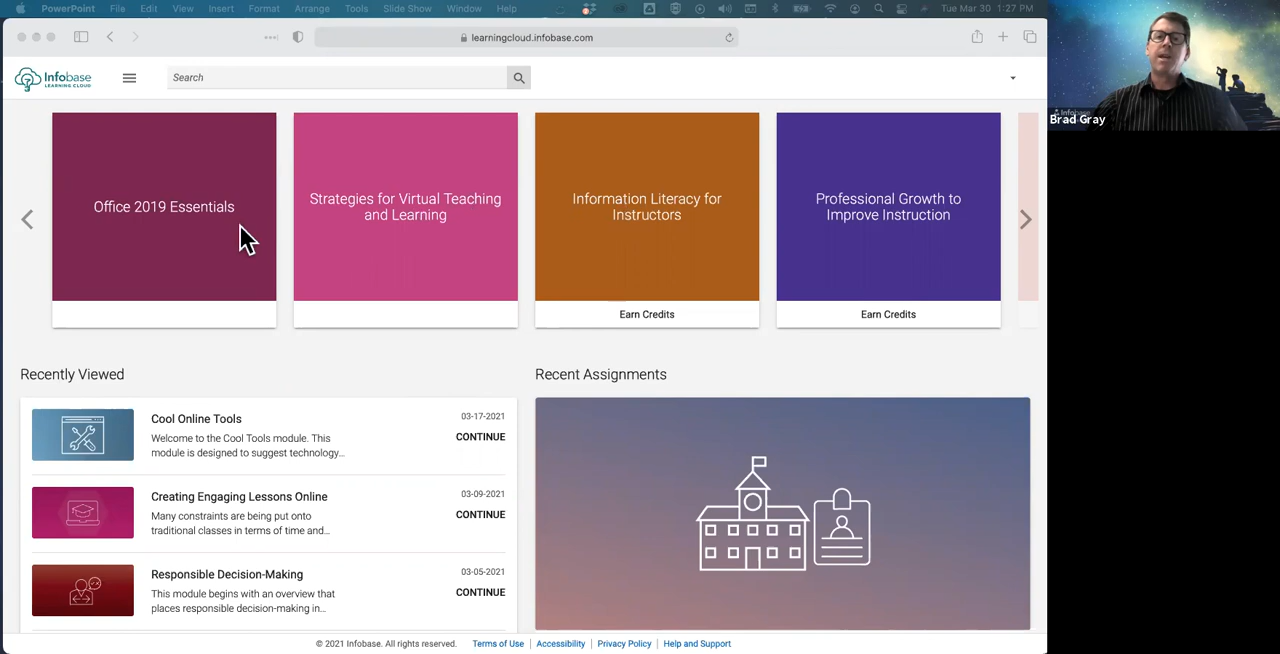 PowerPoint File Edit View Insert Format Arrange Tools Slide Show Window Help Tue Mar 30 1:27 PM
learningcloud.infobase.com
Infobase
LEARNING CLOUD
Search
Brad Gray
Office 2019 Essentials
Strategies for Virtual Teaching
and Learning
Information Literacy for
Instructors
Earn Credits
Professional Growth to
Improve Instruction
Earn Credits
Recently Viewed
Cool Online Tools
03-17-2021
Welcome to the Cool Tools module. This
module is designed to suggest technology...
CONTINUE
Creating Engaging Lessons Online
03-09-2021
Many constraints are being put onto
traditional classes in terms of time and...
CONTINUE
Responsible Decision-Making
03-05-2021
This module begins with an overview that
places responsible decision-making in...
CONTINUE
Recent Assignments
© 2021 Infobase. All rights reserved. Terms of Use | Accessibility | Privacy Policy | Help and Support